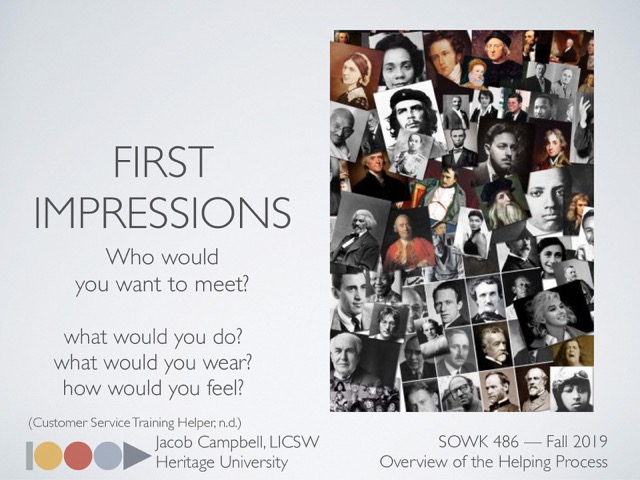 FIRST
IMPRESSIONS
Who would
you want to meet?
what would you do?
what would you wear?
how would you feel?
(Customer Service Training Helper, n.d.)
Jacob Campbell, LICSW
Heritage University
SOWK 486 — Fall 2019
Overview of the Helping Process